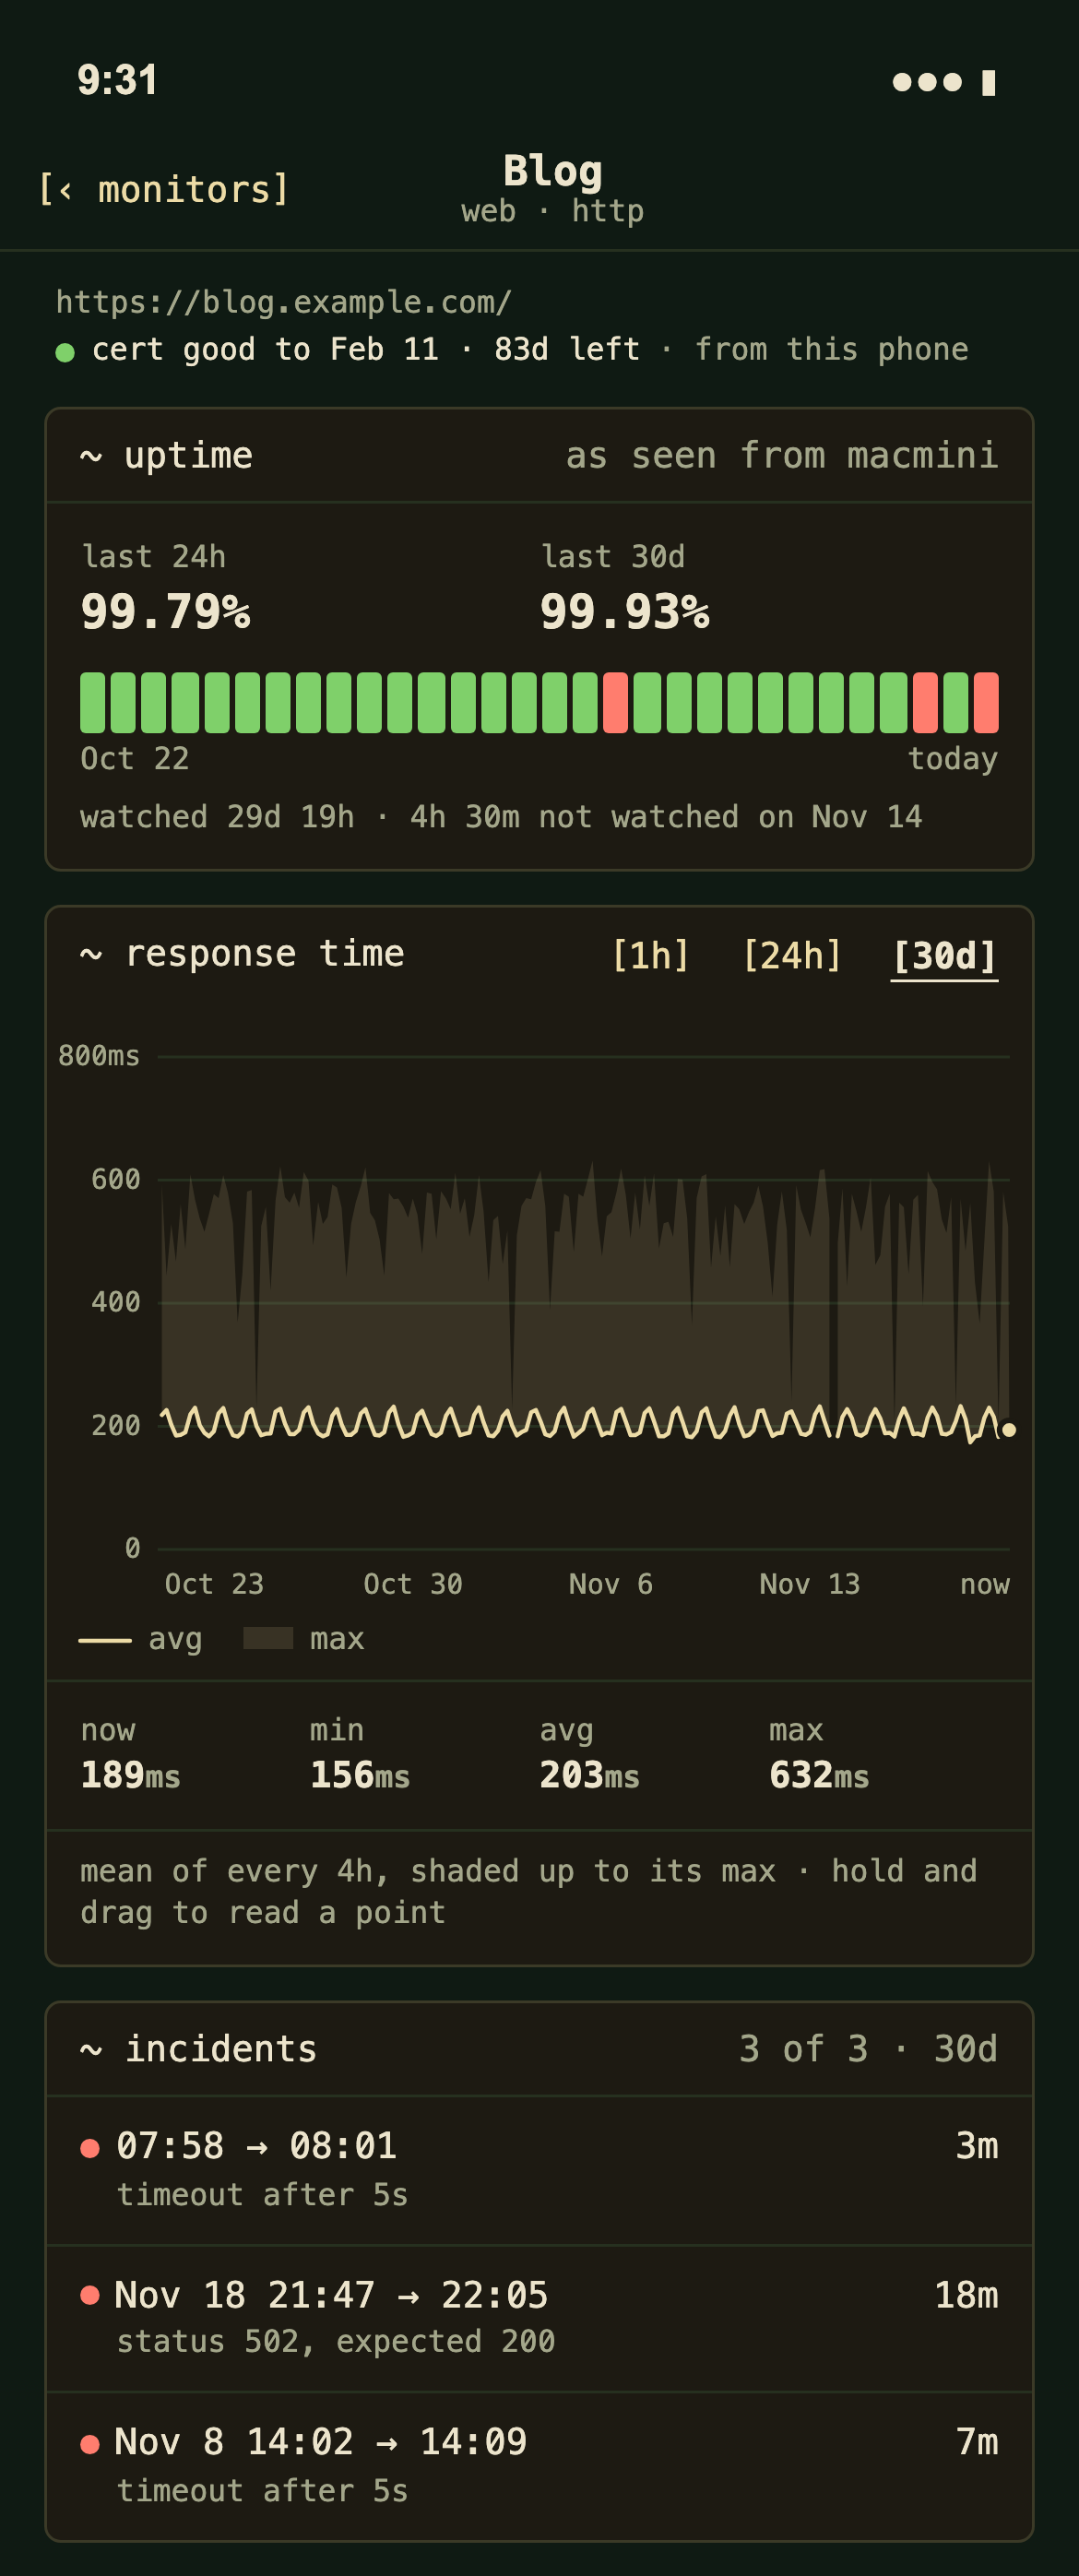 9:31
[‹ monitors]
Blog
web · http
https://blog.example.com/
cert good to Feb 11 · 83d left · from this phone
~ uptime
as seen from macmini
last 24h
last 30d
99.79%
99.93%
Oct 22
today
watched 29d 19h · 4h 30m not watched on Nov 14
~ response time
[1h]
[24h]
[30d]
800ms
600
400
200
0
Oct 23
Oct 30
Nov 6
Nov 13
now
avg
max
now
min
avg
max
189ms
156ms
203ms
632ms
mean of every 4h, shaded up to its max · hold and
drag to read a point
~ incidents
3 of 3 · 30d
07:58 → 08:01
3m
timeout after 5s
Nov 18 21:47 → 22:05
18m
status 502, expected 200
Nov 8 14:02 → 14:09
7m
timeout after 5s